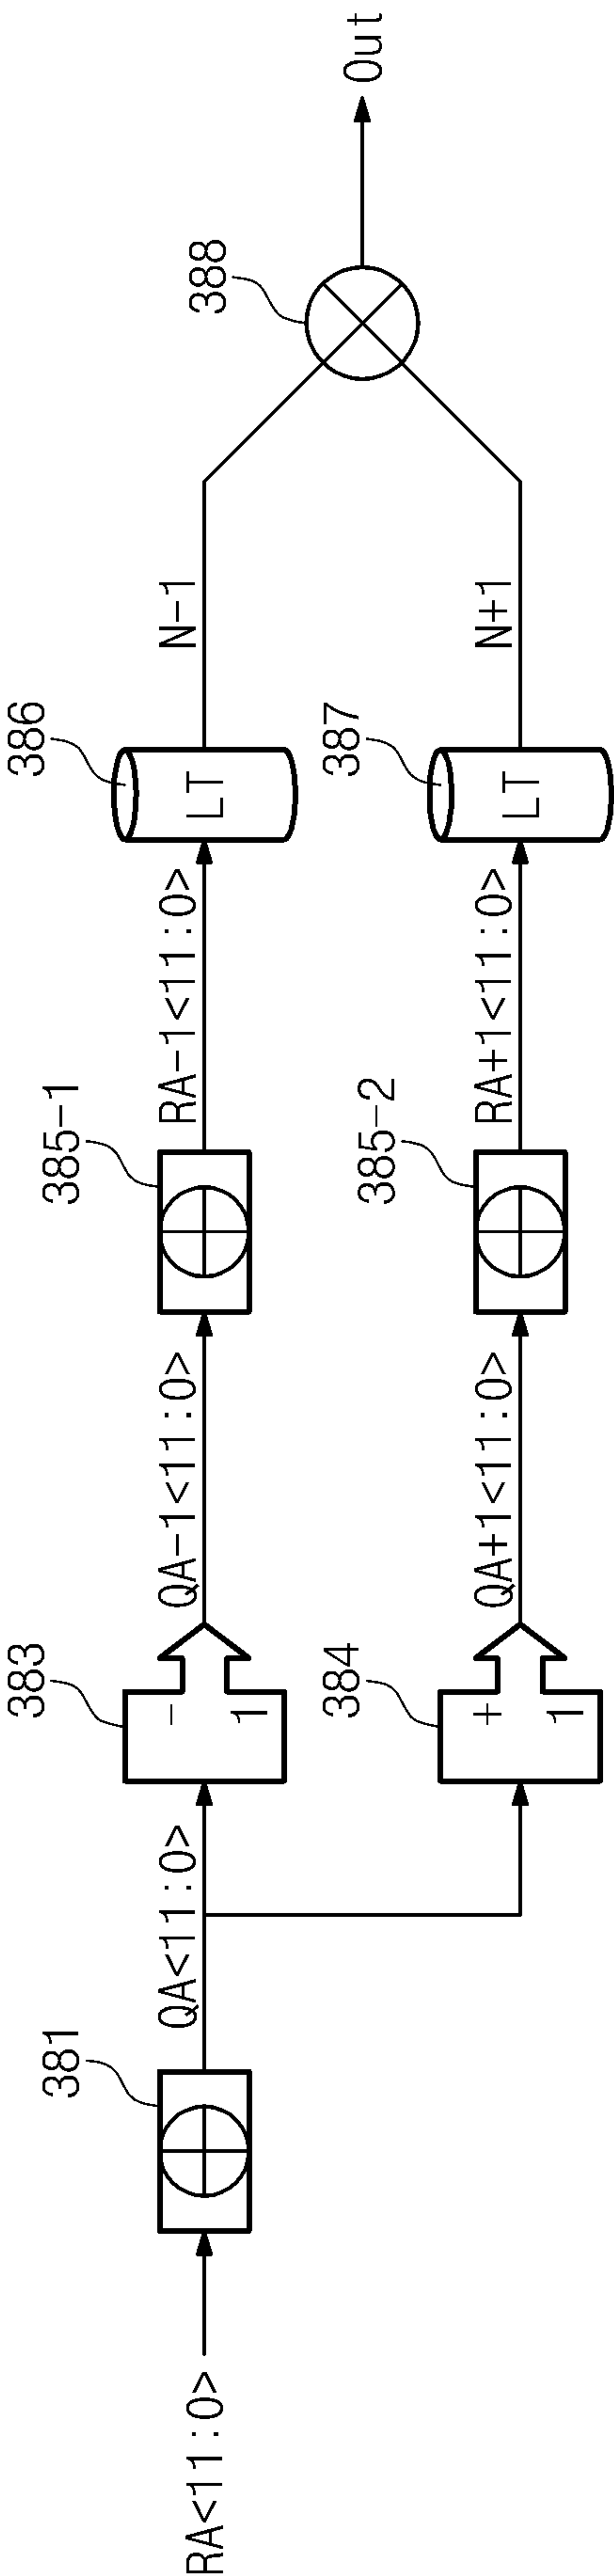 RA<11:0>
381
QA<11:0>
383
-
1
QA-1<11:0>
385-1
RA-1<11:0>
386
LT
N-1
384
+
1
QA+1<11:0>
385-2
RA+1<11:0>
387
LT
N+1
388
Out